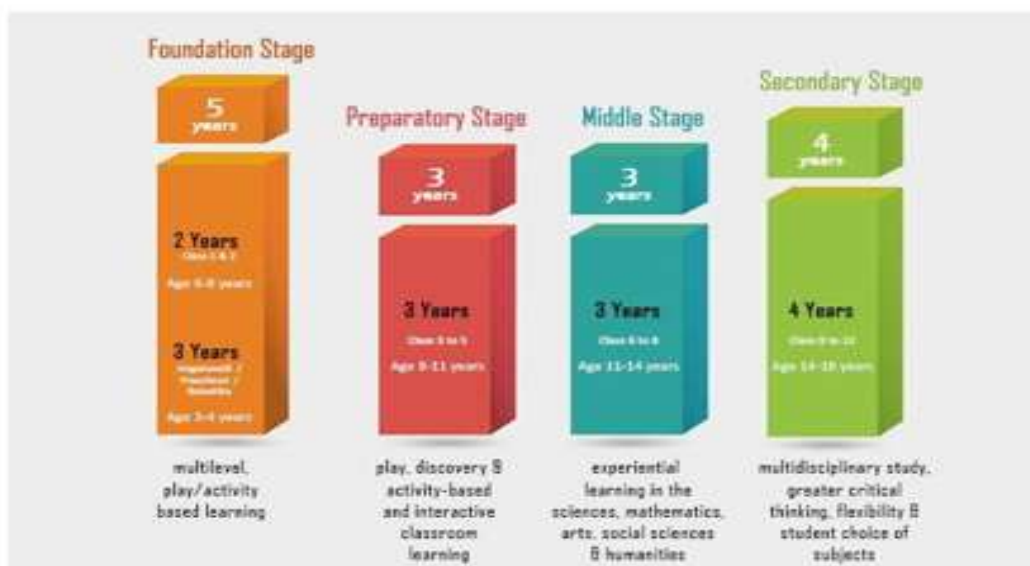 Foundation Stage
5
years
2 Years
Class 1 & 2
Age 6-8 years
3 Years
Age 3-6 years
multilevel,
play/activity
based learning
Preparatory Stage
3
years
3 Years
Class 3 to 5
Age 8-11 years
play, discovery &
activity-based
and interactive
classroom
learning
Middle Stage
3
years
3 Years
Class 6 to 8
Age 11-14 years
experiential
learning in the
sciences, mathematics,
arts, social sciences
& humanities
Secondary Stage
4
years
4 Years
Class 9 to 12
Age 14-18 years
multidisciplinary study,
greater critical
thinking, flexibility &
student choice of
subjects